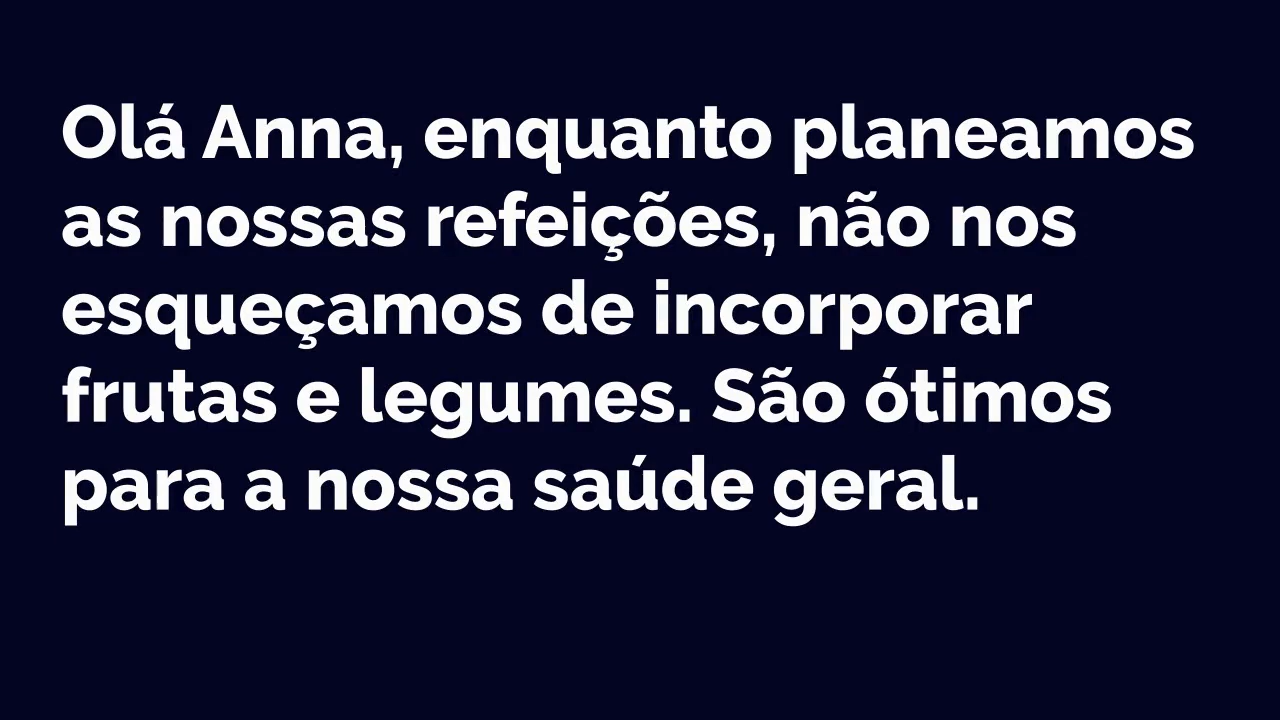 Olá Anna, enquanto planeamos
as nossas refeições, não nos
esqueçamos de incorporar
frutas e legumes. São ótimos
para a nossa saúde geral.